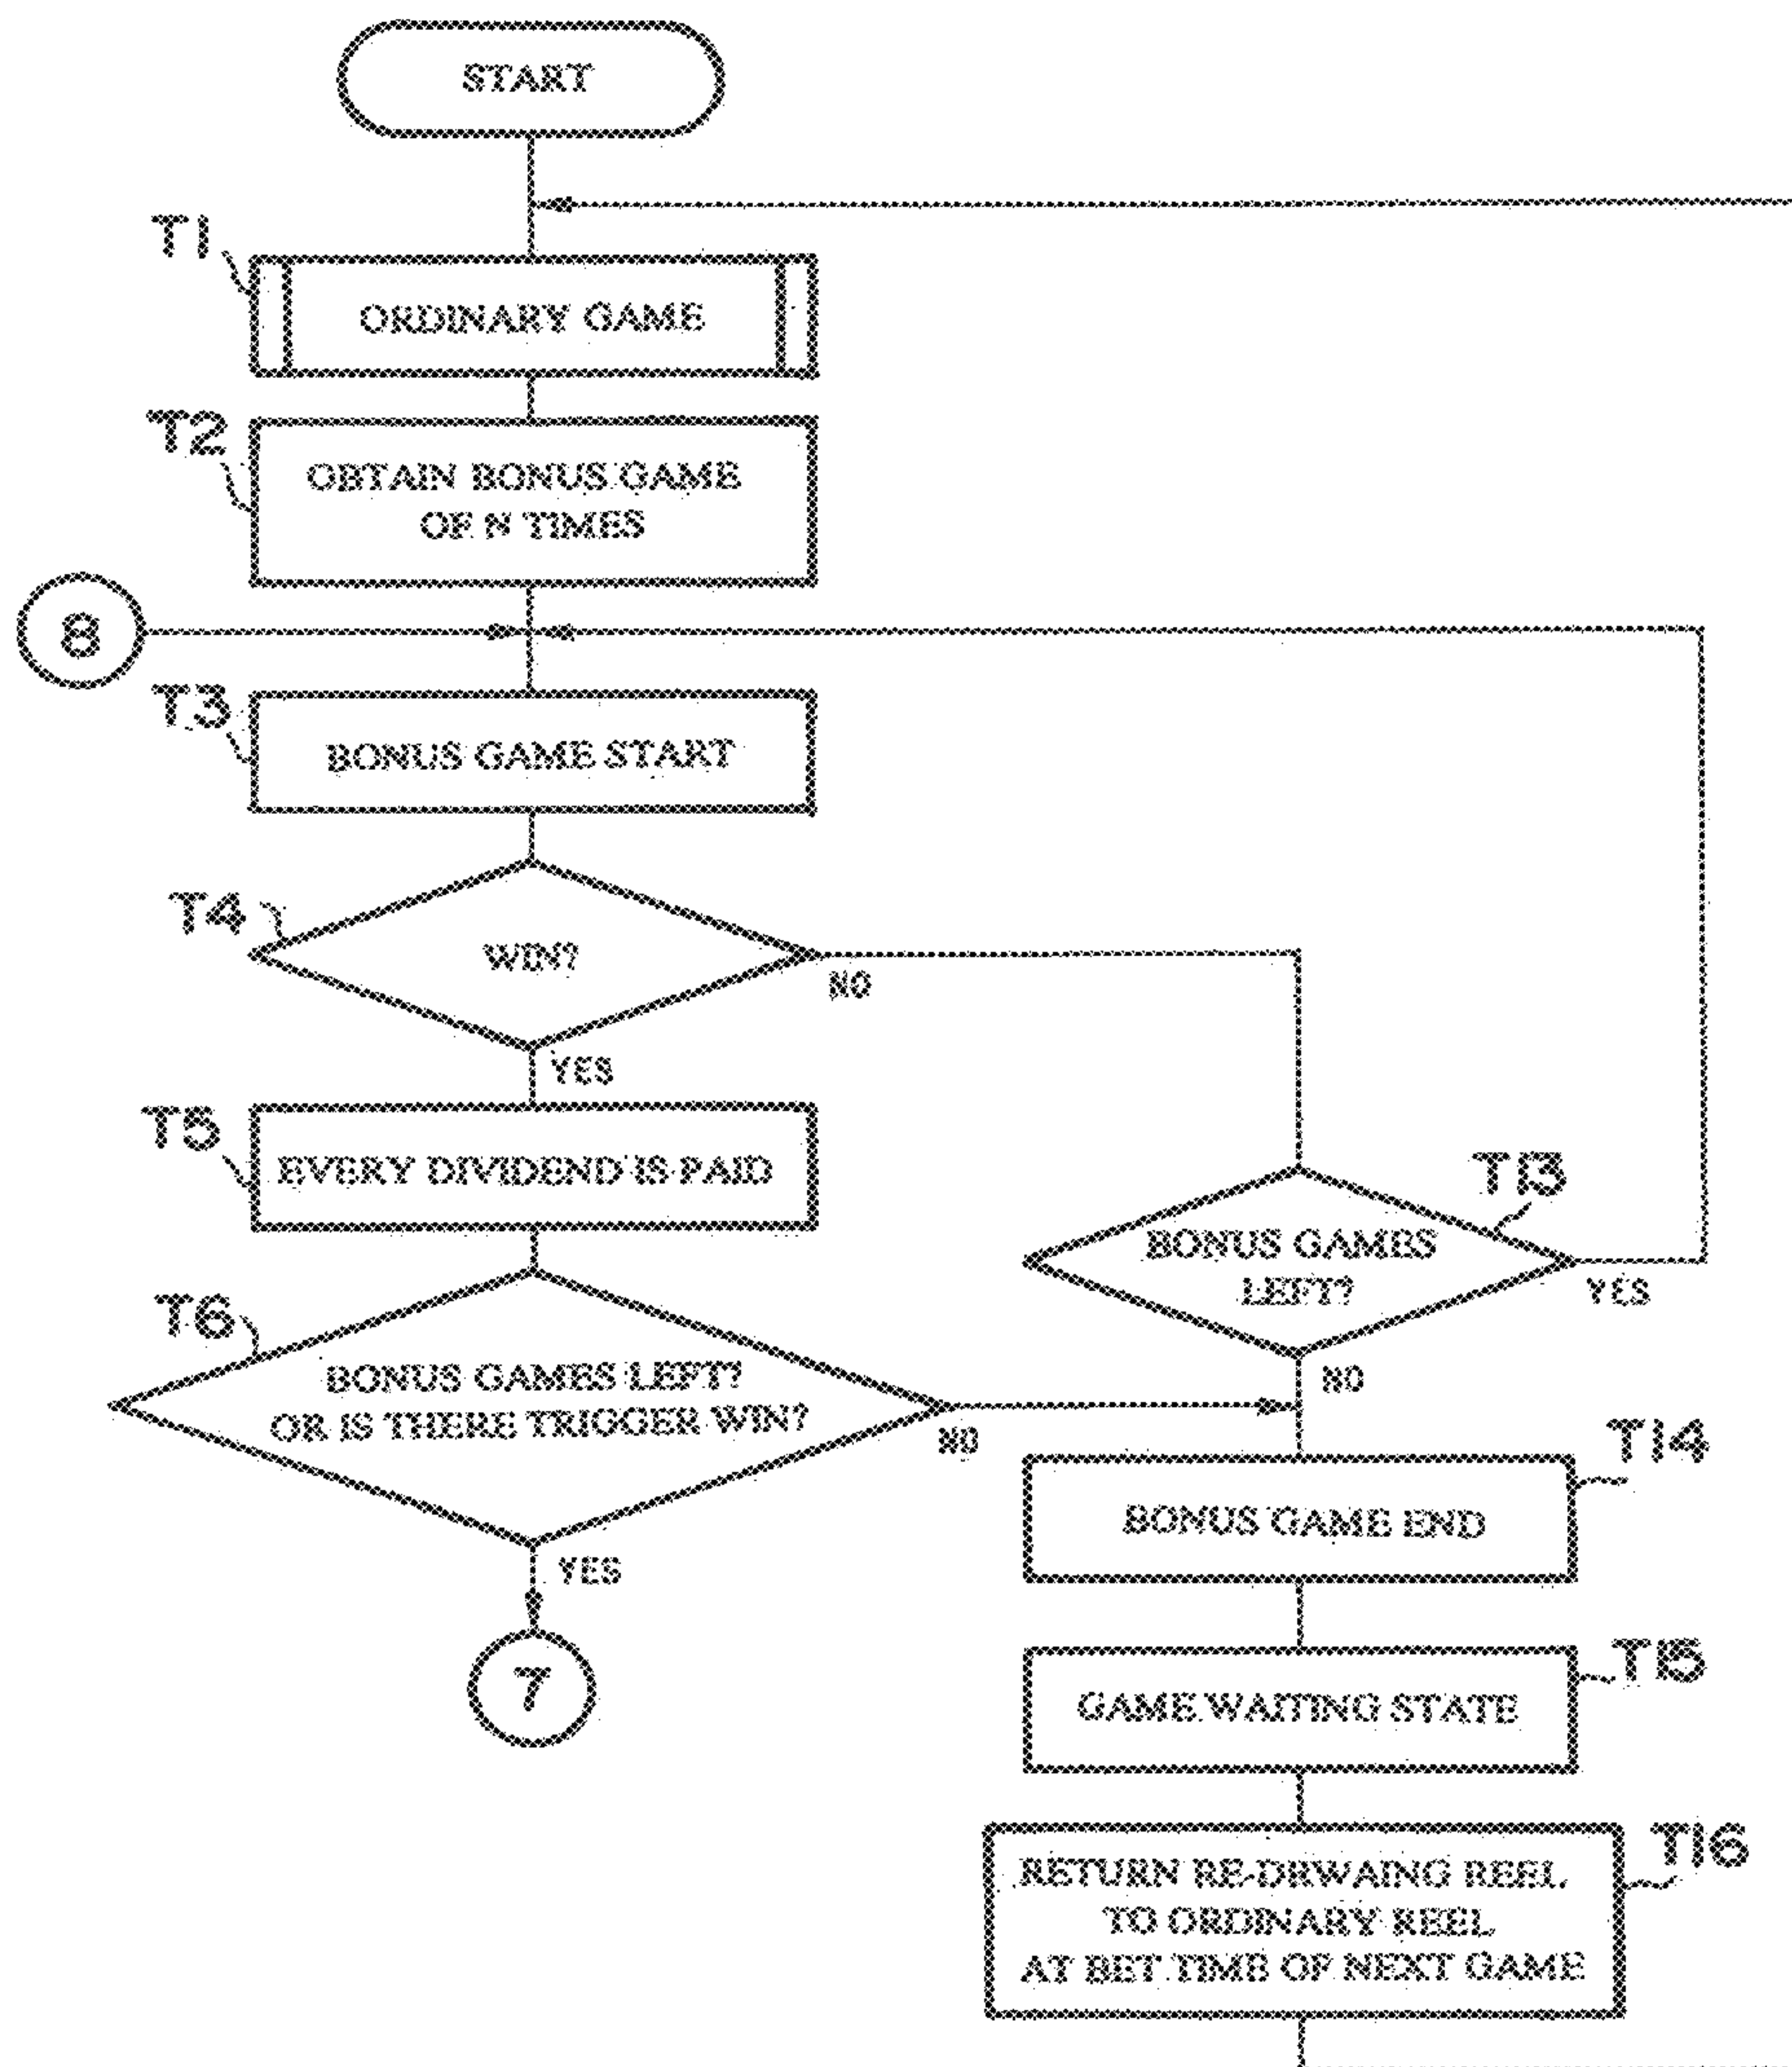 START
T1
ORDINARY GAME
T2
OBTAIN BONUS GAME
OF N TIMES
8
T3
BONUS GAME START
T4
WIN?
NO
YES
T5
EVERY DIVIDEND IS PAID
T13
BONUS GAMES
LEFT?
YES
NO
T6
BONUS GAMES LEFT?
OR IS THERE TRIGGER WIN?
NO
YES
7
T14
BONUS GAME END
T15
GAME WAITING STATE
T16
RETURN RE-DRWAING REEL
TO ORDINARY REEL
AT BET TIME OF NEXT GAME